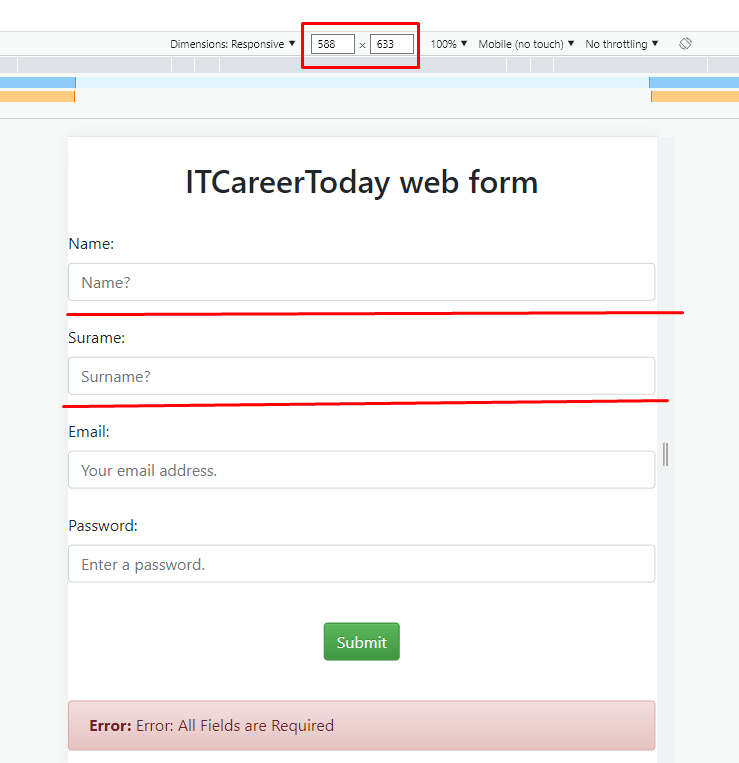 Dimensions: Responsive ▼ 588 × 633 100% ▼ Mobile (no touch) ▼ No throttling ▼
ITCareerToday web form
Name:
Name?
Surame:
Surname?
Email:
Your email address.
Password:
Enter a password.
Submit
Error: Error: All Fields are Required